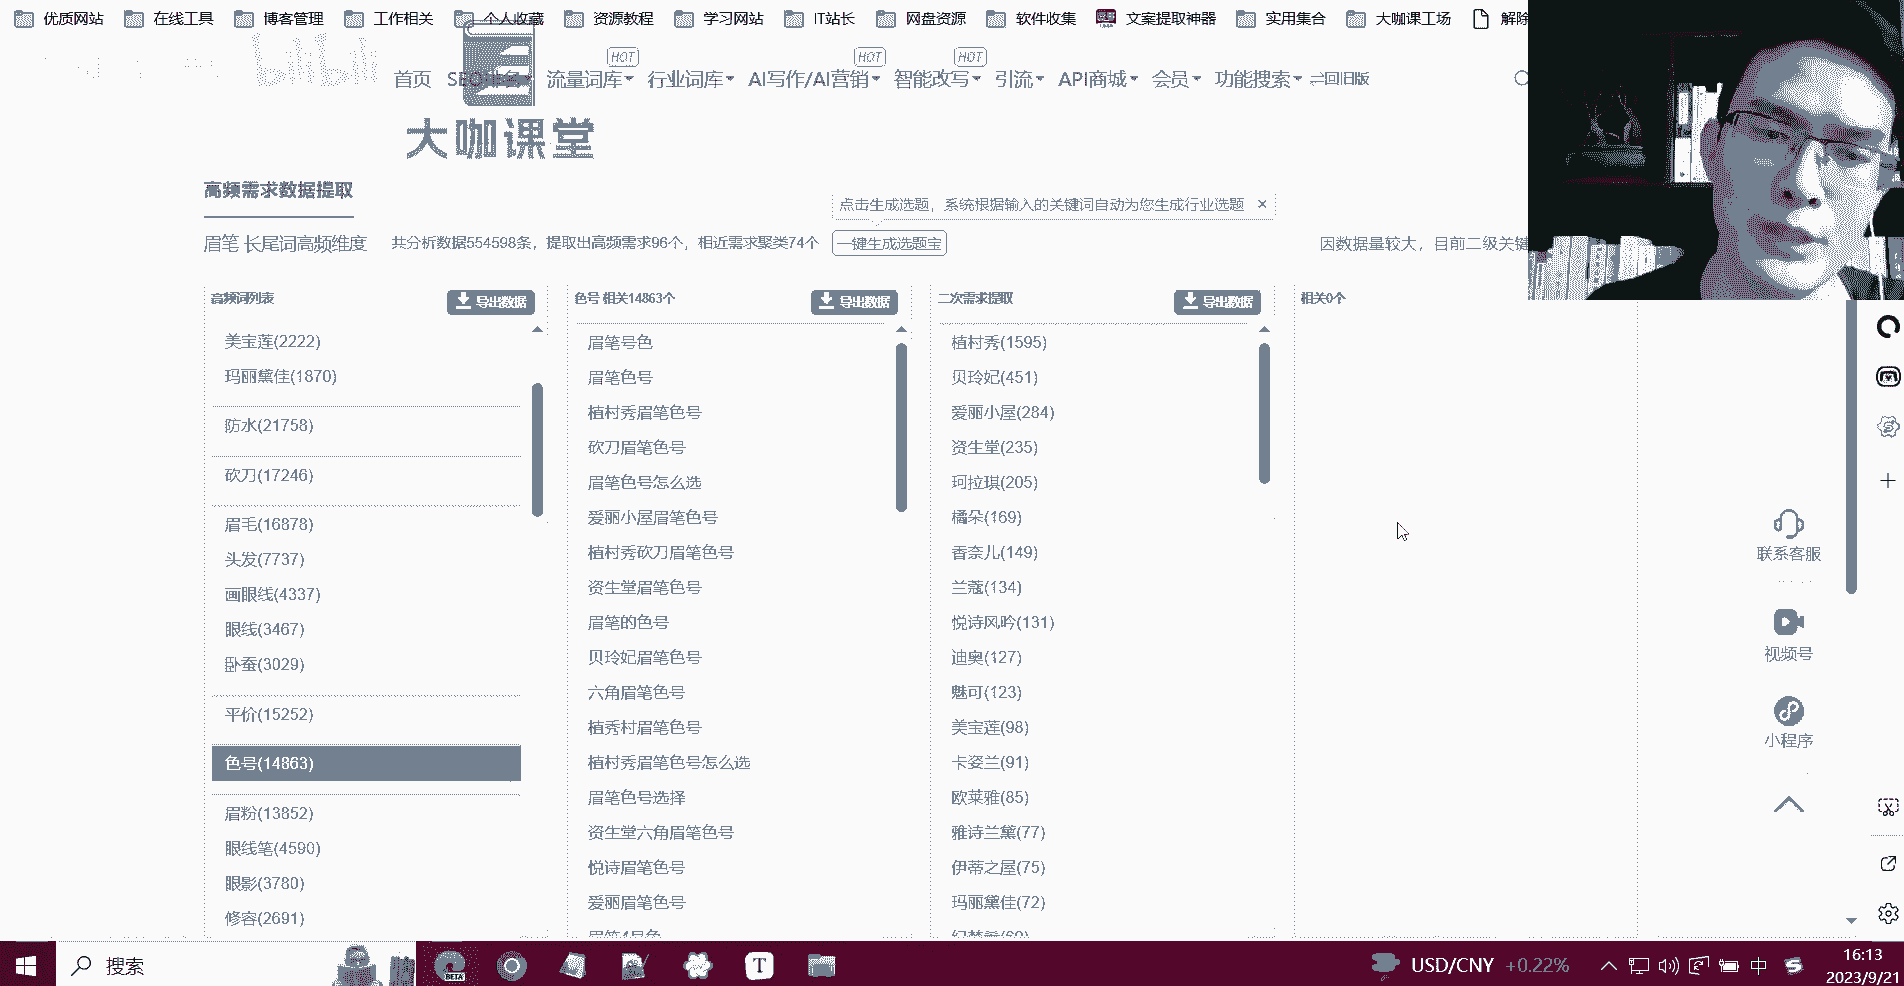 优质网站 在线工具 博客管理 工作相关 个人收藏 资源教程 学习网站 IT站长 网盘资源 软件收集 文案提取神器 实用集合 大咖课工场 解除
bilibili
HOT HOT HOT
首页 SEO 流量词库 行业词库 AI写作/AI营销 智能改写 引流 API商城 会员 功能搜索 回旧版
大咖课堂
高频需求数据提取
点击生成选题，系统根据输入的关键词自动为您生成行业选题 ×
眉笔 长尾词高频维度 共分析数据554598条，提取出高频需求96个，相近需求聚类74个 一键生成选题宝 因数据量较大，目前二级关键
高频词列表 导出数据
美宝莲(2222)
玛丽黛佳(1870)
防水(21758)
砍刀(17246)
眉毛(16878)
头发(7737)
画眼线(4337)
眼线(3467)
卧蚕(3029)
平价(15252)
色号(14863)
眉粉(13852)
眼线笔(4590)
眼影(3780)
修容(2691)
色号 相关14863个 导出数据
眉笔号色
眉笔色号
植村秀眉笔色号
砍刀眉笔色号
眉笔色号怎么选
爱丽小屋眉笔色号
植村秀砍刀眉笔色号
资生堂眉笔色号
眉笔的色号
贝玲妃眉笔色号
六角眉笔色号
植秀村眉笔色号
植村秀眉笔色号怎么选
眉笔色号选择
资生堂六角眉笔色号
悦诗眉笔色号
爱丽眉笔色号
二次需求提取 导出数据
植村秀(1595)
贝玲妃(451)
爱丽小屋(284)
资生堂(235)
珂拉琪(205)
橘朵(169)
香奈儿(149)
兰蔻(134)
悦诗风吟(131)
迪奥(127)
魅可(123)
美宝莲(98)
卡姿兰(91)
欧莱雅(85)
雅诗兰黛(77)
伊蒂之屋(75)
玛丽黛佳(72)
相关0个
联系客服
视频号
小程序
搜索
BETA
T
USD/CNY +0.22%
中
16:13
2023/9/21